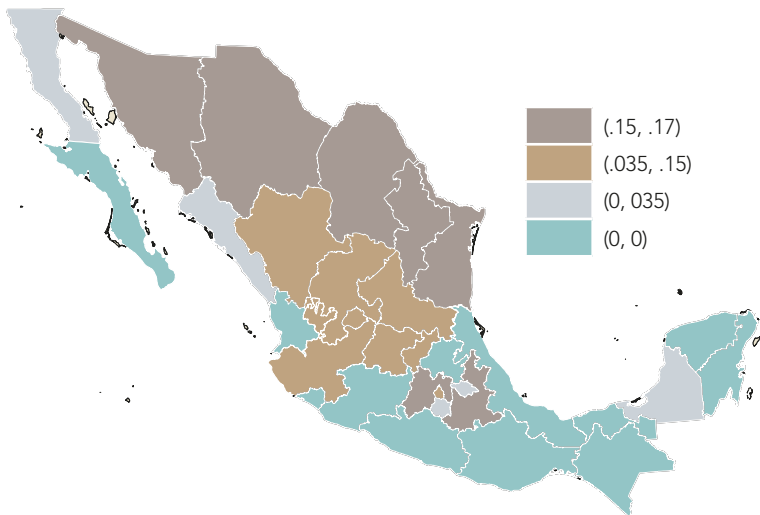 (.15, .17)
(.035, .15)
(0, 035)
(0, 0)